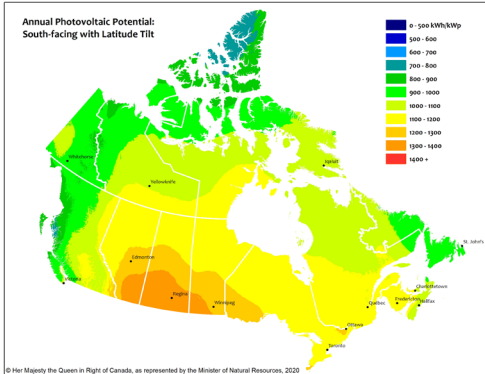 Annual Photovoltaic Potential:
South-facing with Latitude Tilt
0 - 500 kWh/kWp
500 - 600
600 - 700
700 - 800
800 - 900
900 - 1000
1000 - 1100
1100 - 1200
1200 - 1300
1300 - 1400
1400 +
Whitehorse
Yellowknife
Iqaluit
St. John's
Edmonton
Victoria
Regina
Winnipeg
Charlottetown
Fredericton
Halifax
Québec
Ottawa
Toronto
© Her Majesty the Queen in Right of Canada, as represented by the Minister of Natural Resources, 2020